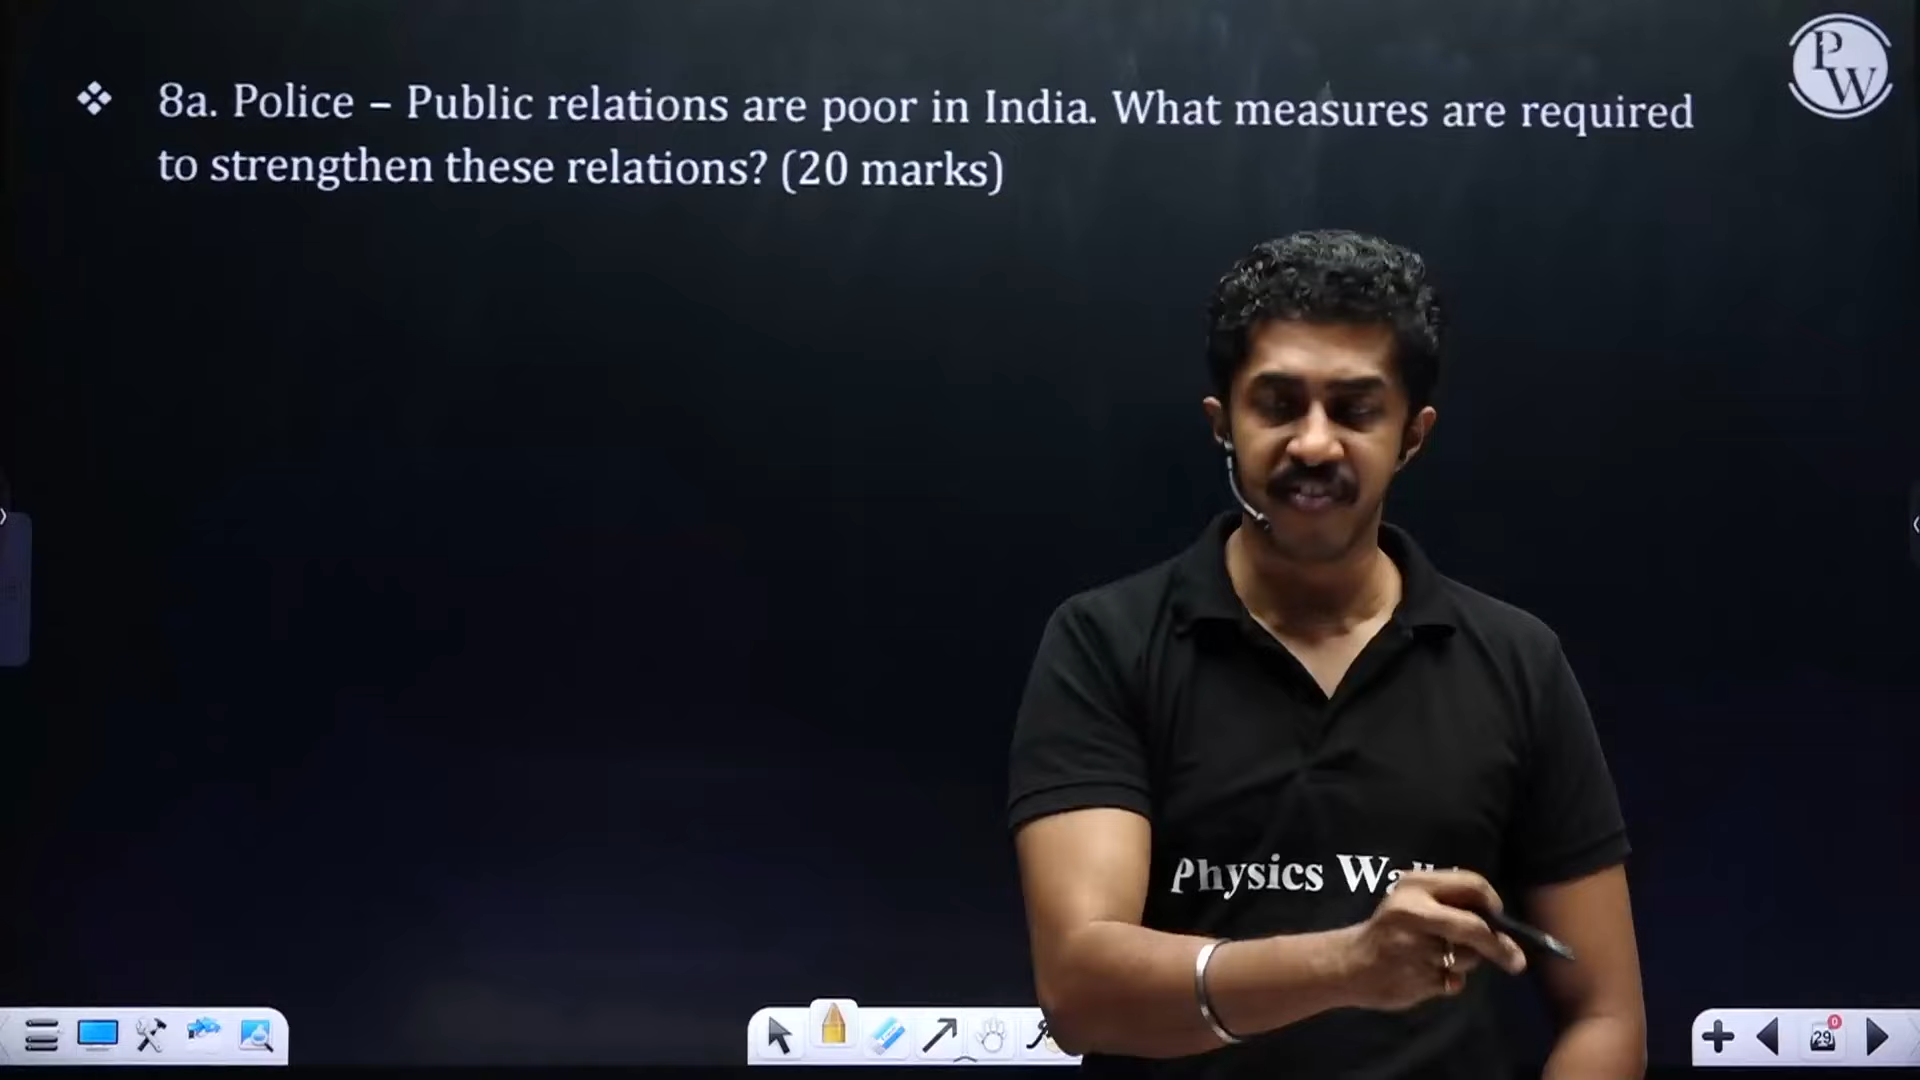 PW
8a. Police – Public relations are poor in India. What measures are required
to strengthen these relations? (20 marks)
Physics
29
0